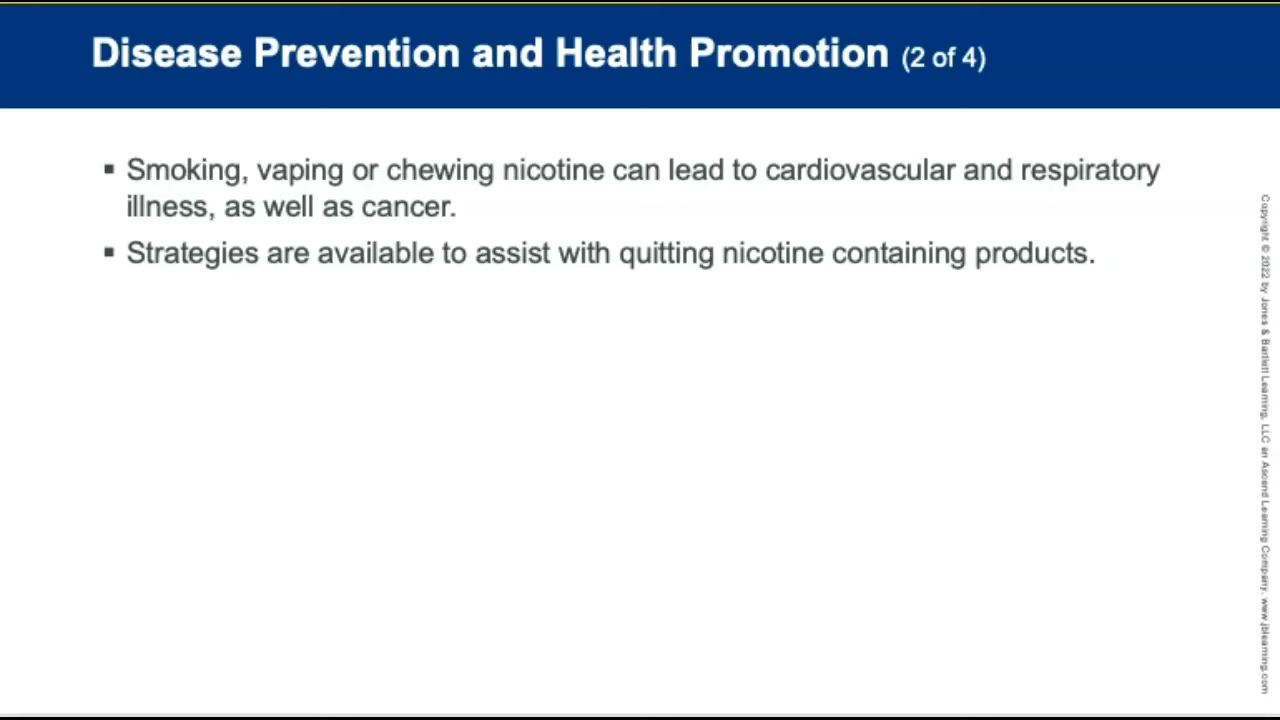 Disease Prevention and Health Promotion (2 of 4)
▪ Smoking, vaping or chewing nicotine can lead to cardiovascular and respiratory
illness, as well as cancer.
▪ Strategies are available to assist with quitting nicotine containing products.
Copyright © 2022 by Jones & Bartlett Learning, LLC an Ascend Learning Company. www.jblearning.com